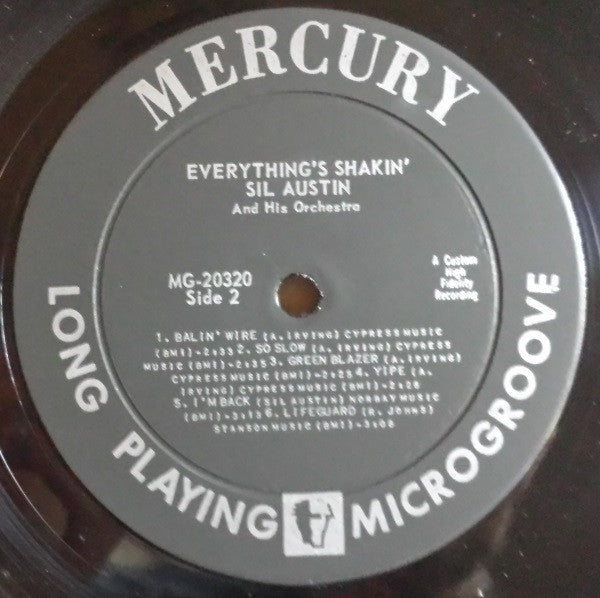 MERCURY
EVERYTHING'S SHAKIN'
SIL AUSTIN
And His Orchestra
MG-20320
Side 2
A Custom
High
Fidelity
Recording
1. BALIN' WIRE (A. IRVING) CYPRESS MUSIC
(BMI)-2:33 2. SO SLOW (A. IRVING) CYPRESS
MUSIC (BMI)-2:35 3. GREEN BLAZER (A. IRVING)
CYPRESS MUSIC (BMI)-2:25 4. YIPE (A.
IRVING) CYPRESS MUSIC (BMI)-2:28
5. I'M BACK (SIL AUSTIN) NORBAY MUSIC
(BMI)-3:13 6. LIFEGUARD (R. JOHNS)
STANSON MUSIC (BMI)-3:00
LONG PLAYING MICROGROOVE